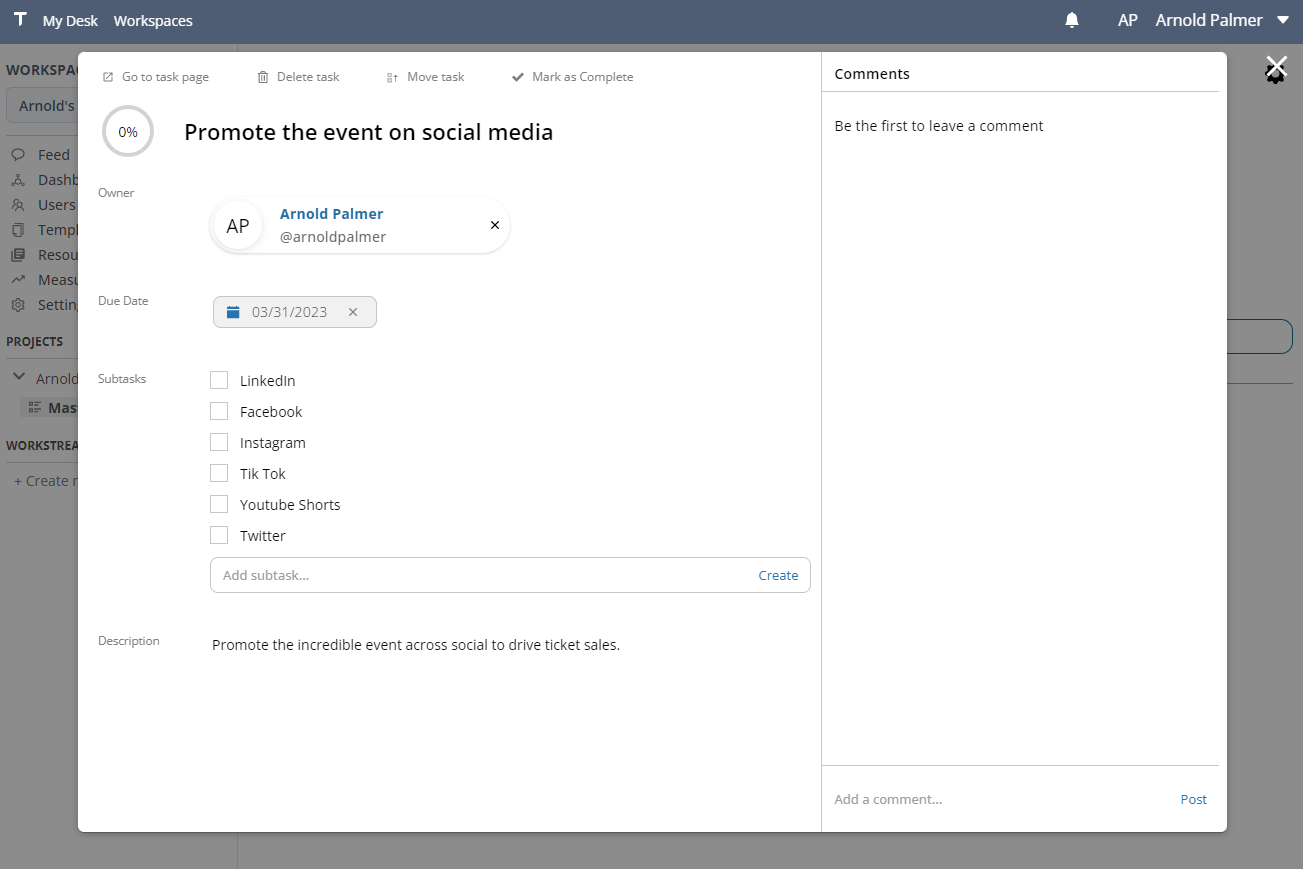 T My Desk Workspaces AP Arnold Palmer
WORKSPA
Arnold's
Feed
Dashb
Users
Templ
Resou
Measu
Settin
PROJECTS
Arnold
Mas
WORKSTREA
+ Create n
Go to task page Delete task Move task Mark as Complete
0% Promote the event on social media
Owner
AP
Arnold Palmer
@arnoldpalmer
Due Date 03/31/2023
Subtasks
LinkedIn
Facebook
Instagram
Tik Tok
Youtube Shorts
Twitter
Add subtask... Create
Description Promote the incredible event across social to drive ticket sales.
Comments
Be the first to leave a comment
Add a comment... Post